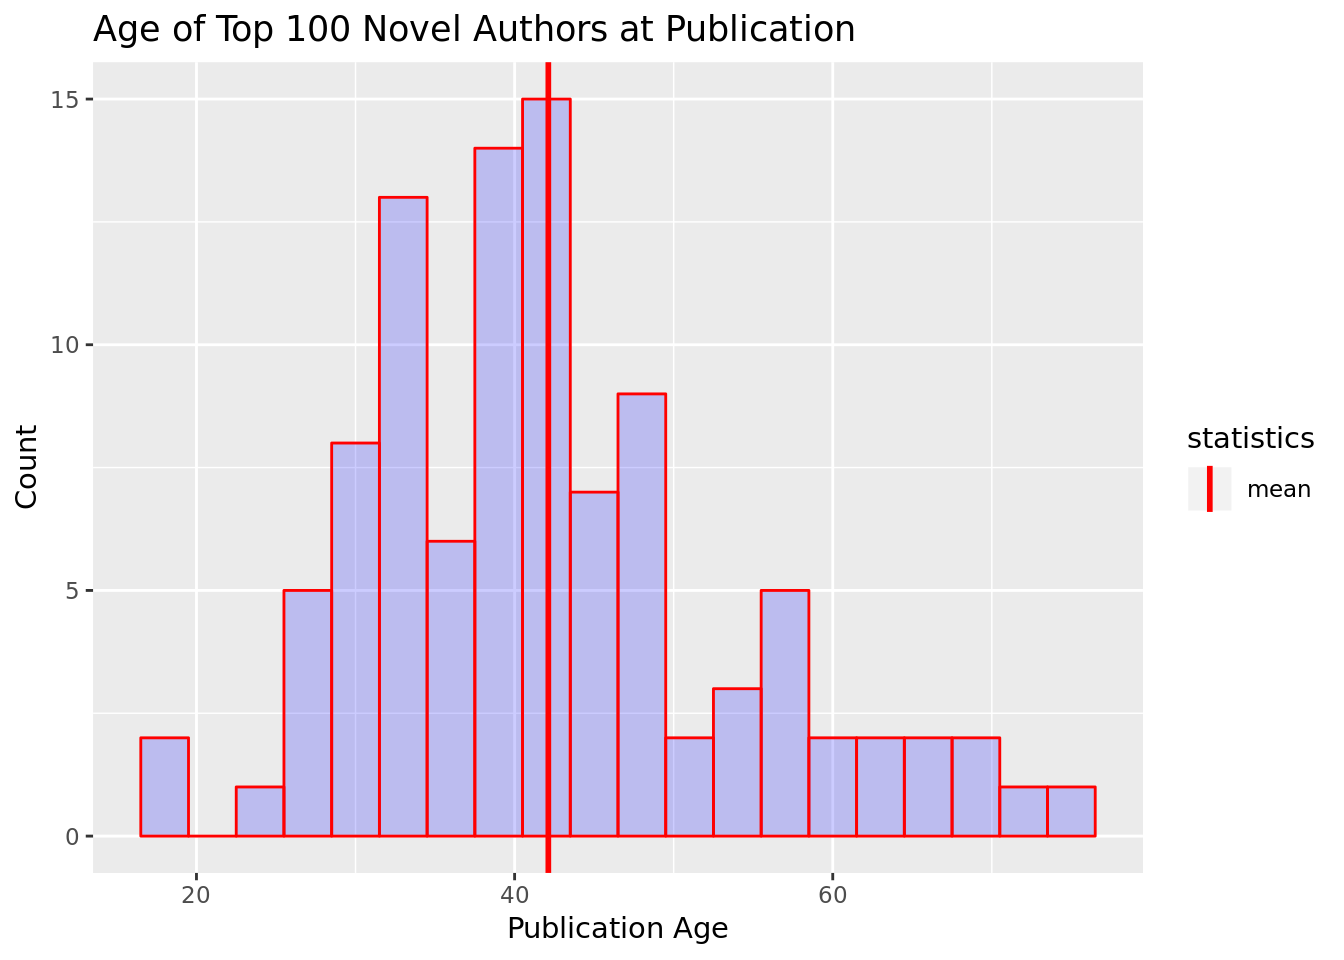 Age of Top 100 Novel Authors at Publication
15
10
5
0
Count
20 40 60
Publication Age
statistics
mean